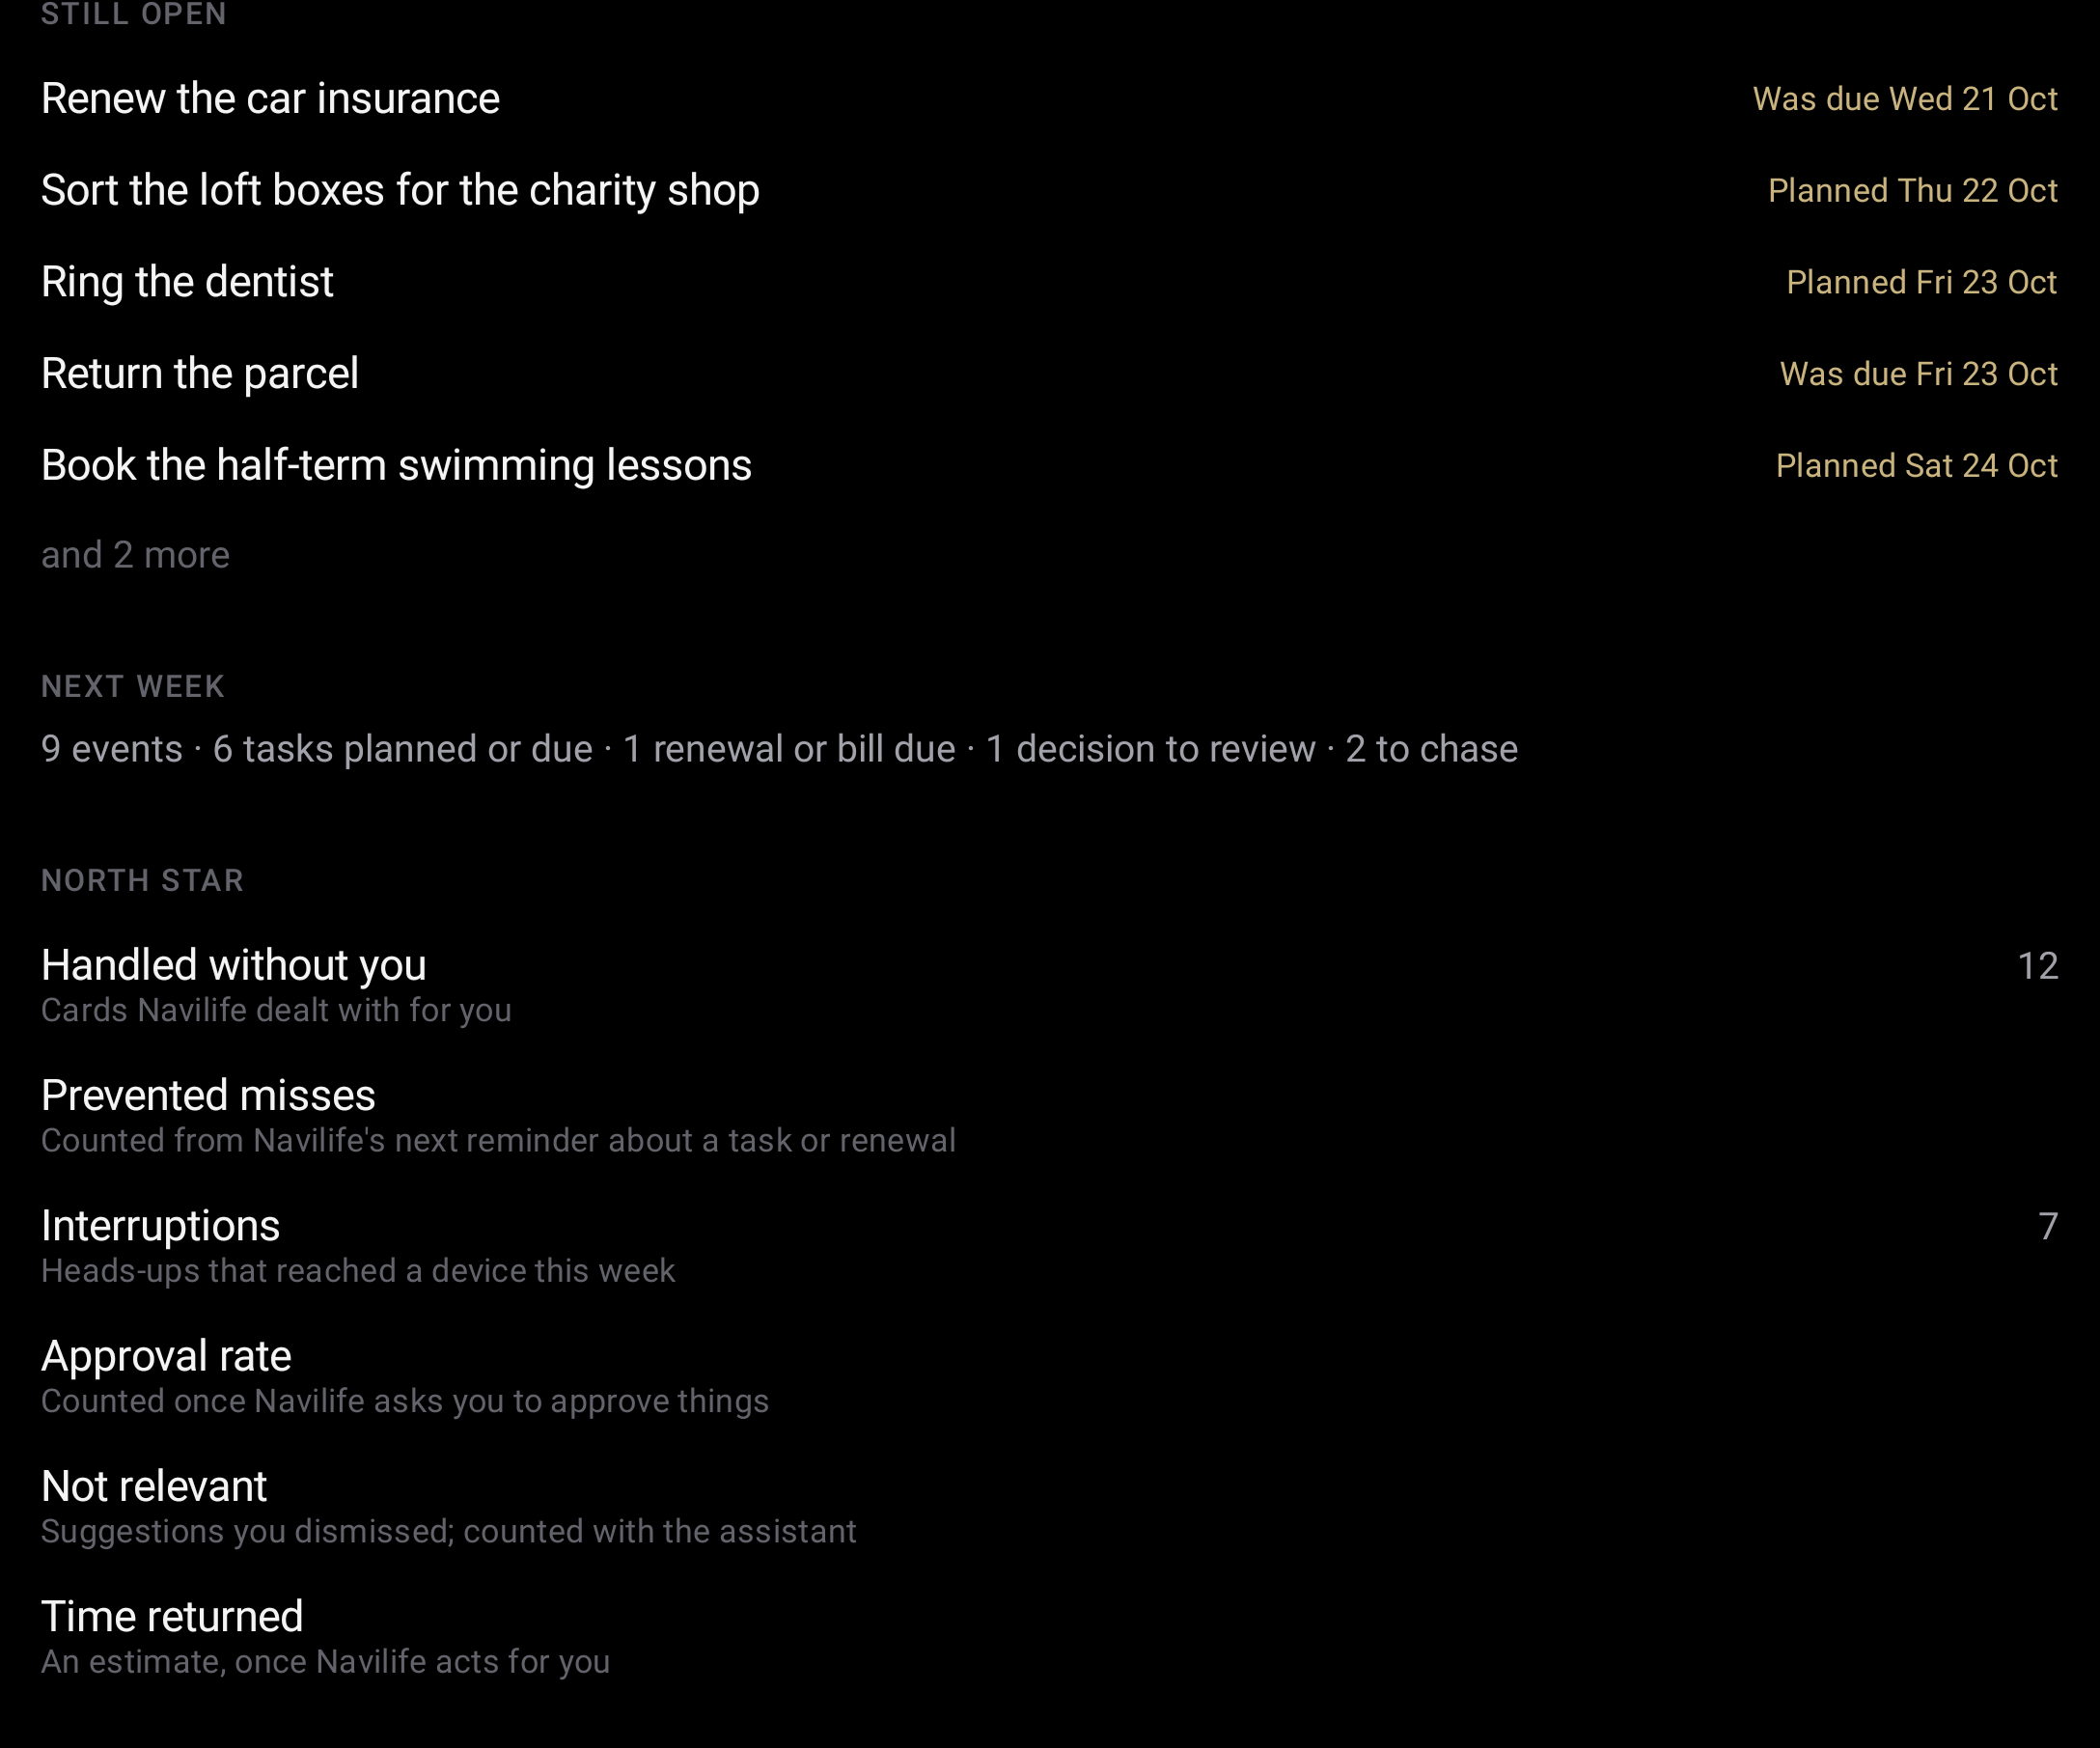 STILL OPEN
Renew the car insurance
Was due Wed 21 Oct
Sort the loft boxes for the charity shop
Planned Thu 22 Oct
Ring the dentist
Planned Fri 23 Oct
Return the parcel
Was due Fri 23 Oct
Book the half-term swimming lessons
Planned Sat 24 Oct
and 2 more
NEXT WEEK
9 events · 6 tasks planned or due · 1 renewal or bill due · 1 decision to review · 2 to chase
NORTH STAR
Handled without you
12
Cards Navilife dealt with for you
Prevented misses
Counted from Navilife's next reminder about a task or renewal
Interruptions
7
Heads-ups that reached a device this week
Approval rate
Counted once Navilife asks you to approve things
Not relevant
Suggestions you dismissed; counted with the assistant
Time returned
An estimate, once Navilife acts for you